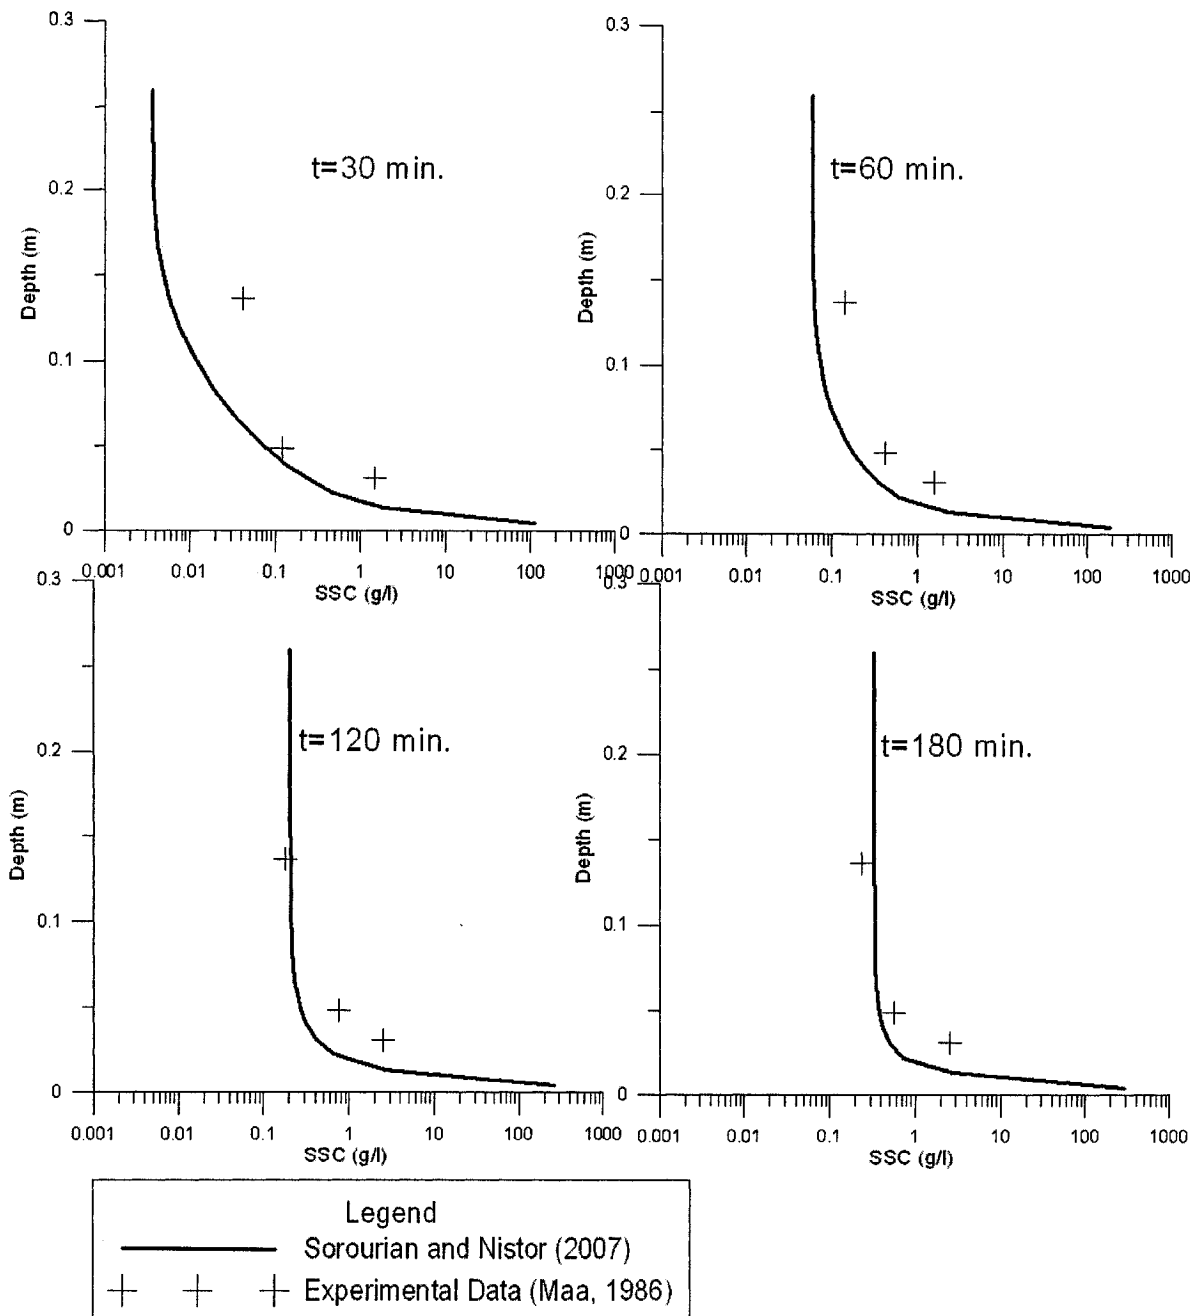 0.3
0.2
0.1
0
Depth (m)
t=30 min.
0.001 0.01 0.1 1 10 100 1000
SSC (g/l)
0.3
0.2
0.1
0
Depth (m)
t=60 min.
0.001 0.01 0.1 1 10 100 1000
SSC (g/l)
0.3
0.2
0.1
0
Depth (m)
t=120 min.
0.001 0.01 0.1 1 10 100 1000
SSC (g/l)
0.3
0.2
0.1
0
Depth (m)
t=180 min.
0.001 0.01 0.1 1 10 100 1000
SSC (g/l)
Legend
Sorourian and Nistor (2007)
Experimental Data (Maa, 1986)